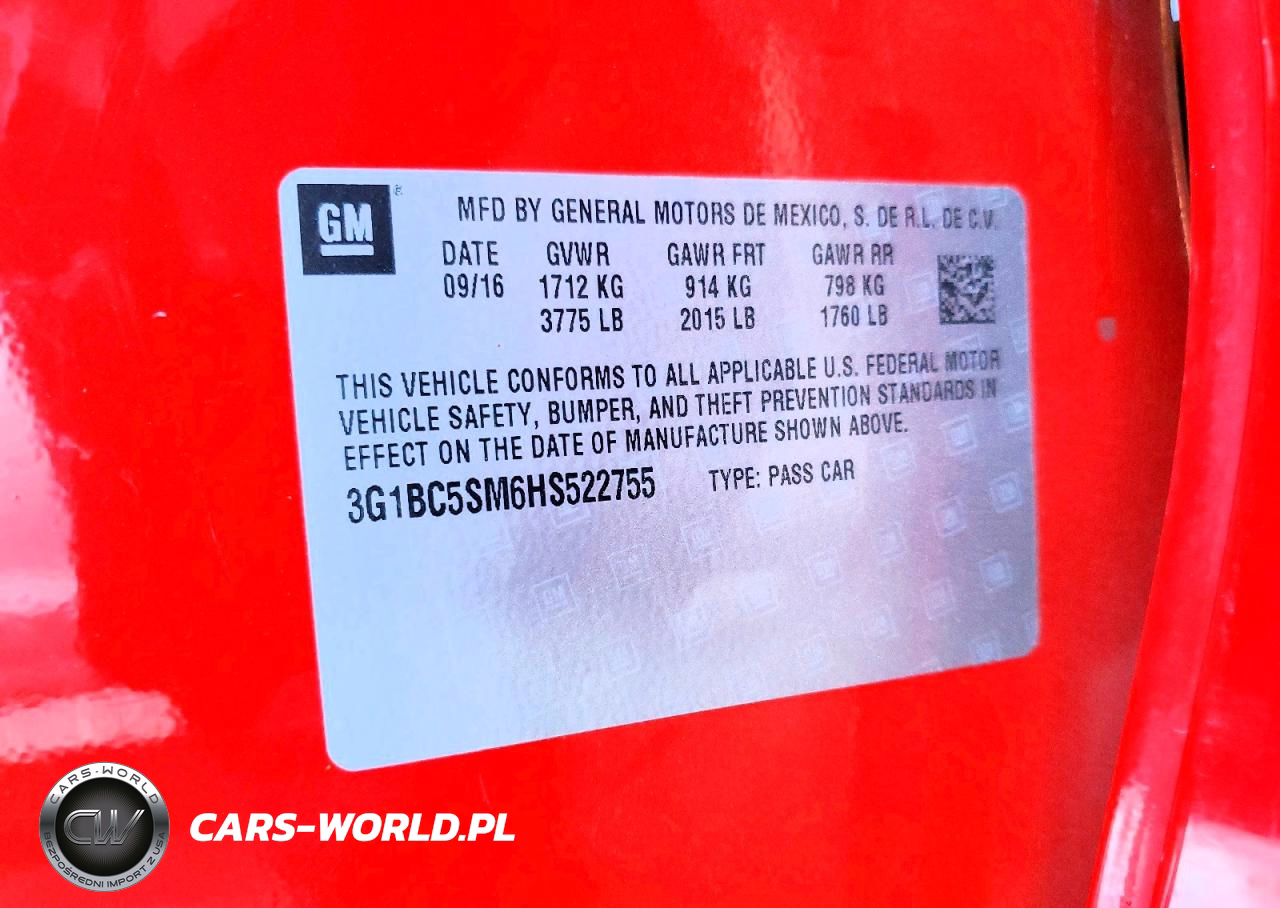 GM
MFD BY GENERAL MOTORS DE MEXICO, S. DE R.L. DE C.V.
DATE GVWR GAWR FRT GAWR RR
09/16 1712 KG 914 KG 798 KG
3775 LB 2015 LB 1760 LB
THIS VEHICLE CONFORMS TO ALL APPLICABLE U.S. FEDERAL MOTOR
VEHICLE SAFETY, BUMPER, AND THEFT PREVENTION STANDARDS IN
EFFECT ON THE DATE OF MANUFACTURE SHOWN ABOVE.
3G1BC5SM6HS522755 TYPE: PASS CAR
CARS-WORLD
CW
BEZPOŚREDNI IMPORT Z USA
CARS-WORLD.PL